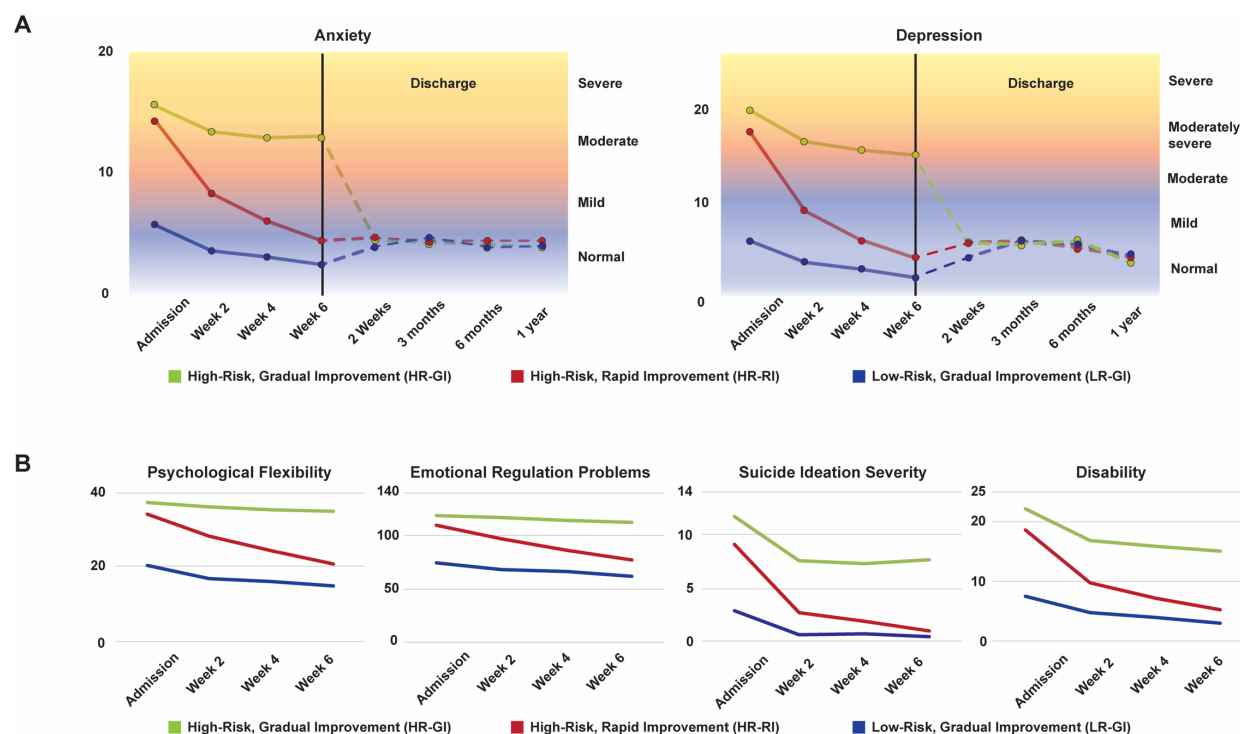 A
Anxiety
Depression
20
10
0
Discharge
Severe
Moderate
Mild
Normal
20
10
0
Discharge
Severe
Moderately
severe
Moderate
Mild
Normal
Admission
Week 2
Week 4
Week 6
2 Weeks
3 months
6 months
1 year
Admission
Week 2
Week 4
Week 6
2 Weeks
3 months
6 months
1 year
High-Risk, Gradual Improvement (HR-GI)
High-Risk, Rapid Improvement (HR-RI)
Low-Risk, Gradual Improvement (LR-GI)
B
Psychological Flexibility
40
20
0
Admission
Week 2
Week 4
Week 6
Emotional Regulation Problems
140
100
50
0
Admission
Week 2
Week 4
Week 6
Suicide Ideation Severity
14
10
5
0
Admission
Week 2
Week 4
Week 6
Disability
25
20
10
0
Admission
Week 2
Week 4
Week 6
High-Risk, Gradual Improvement (HR-GI)
High-Risk, Rapid Improvement (HR-RI)
Low-Risk, Gradual Improvement (LR-GI)